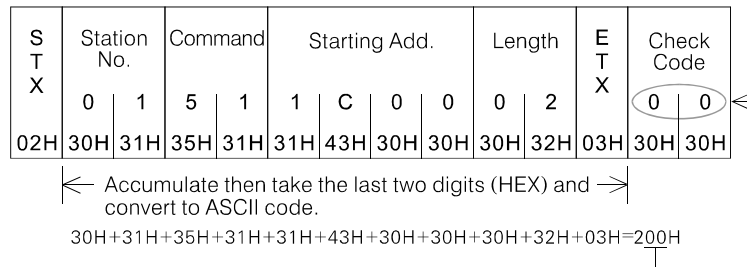 STX Station No. Command Starting Add. Length ETX Check Code
0 1 5 1 1 C 0 0 0 2 0 0
02H 30H 31H 35H 31H 31H 43H 30H 30H 30H 32H 03H 30H 30H
Accumulate then take the last two digits (HEX) and
convert to ASCII code.
30H+31H+35H+31H+31H+43H+30H+30H+30H+32H+03H=200H